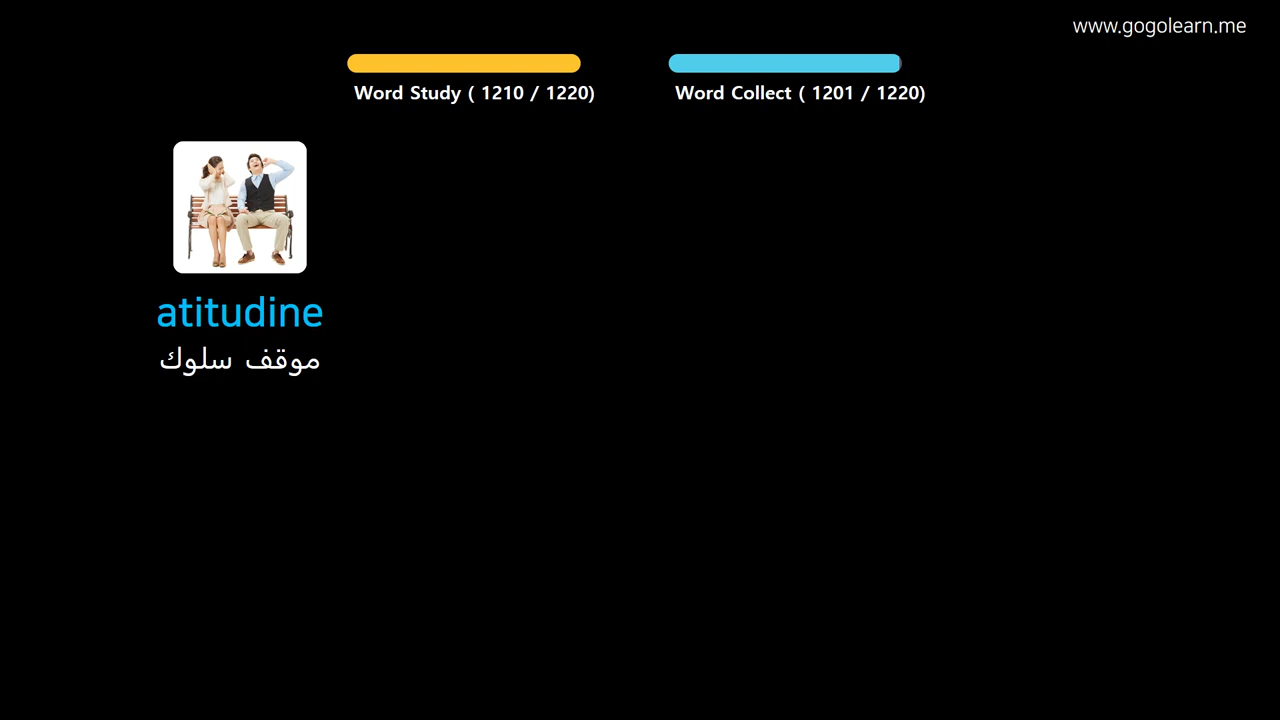 www.gogolearn.me
Word Study ( 1210 / 1220)
Word Collect ( 1201 / 1220)
atitudine
موقف سلوك